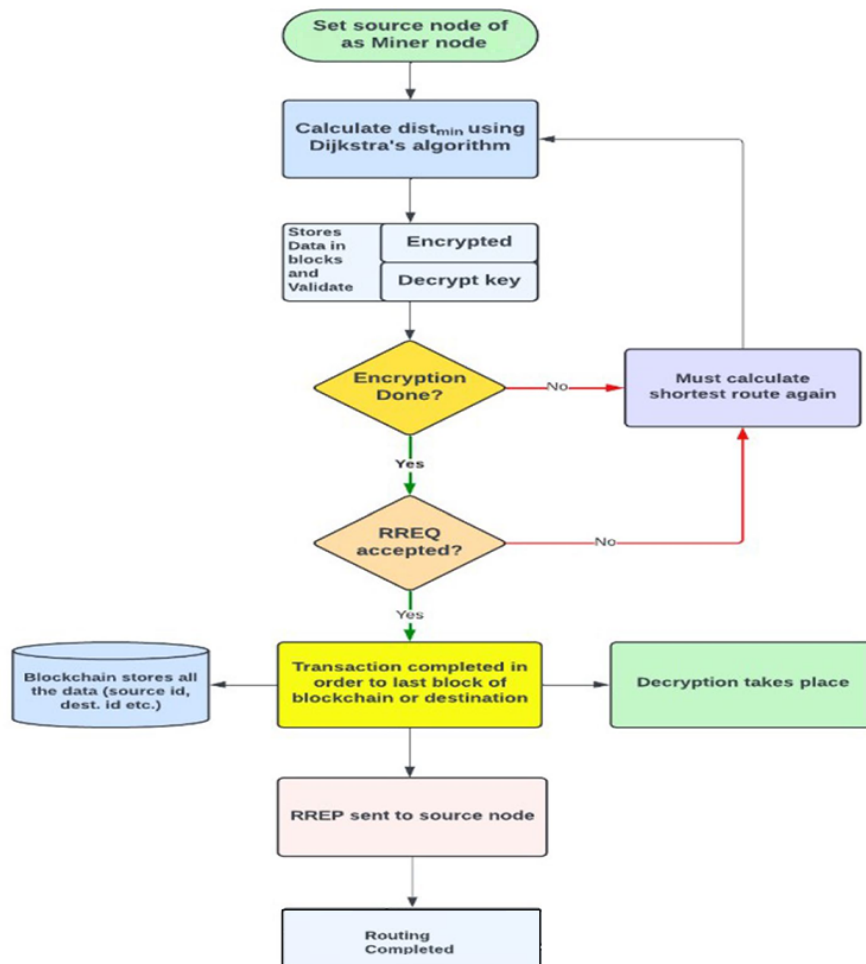 Set source node of
as Miner node
Calculate distmin using
Dijkstra's algorithm
Stores
Data in
blocks
and
Validate
Encrypted
Decrypt key
Encryption
Done?
No
Must calculate
shortest route again
Yes
RREQ
accepted?
No
Yes
Blockchain stores all
the data (source id,
dest. id etc.)
Transaction completed in
order to last block of
blockchain or destination
Decryption takes place
RREP sent to source node
Routing
Completed